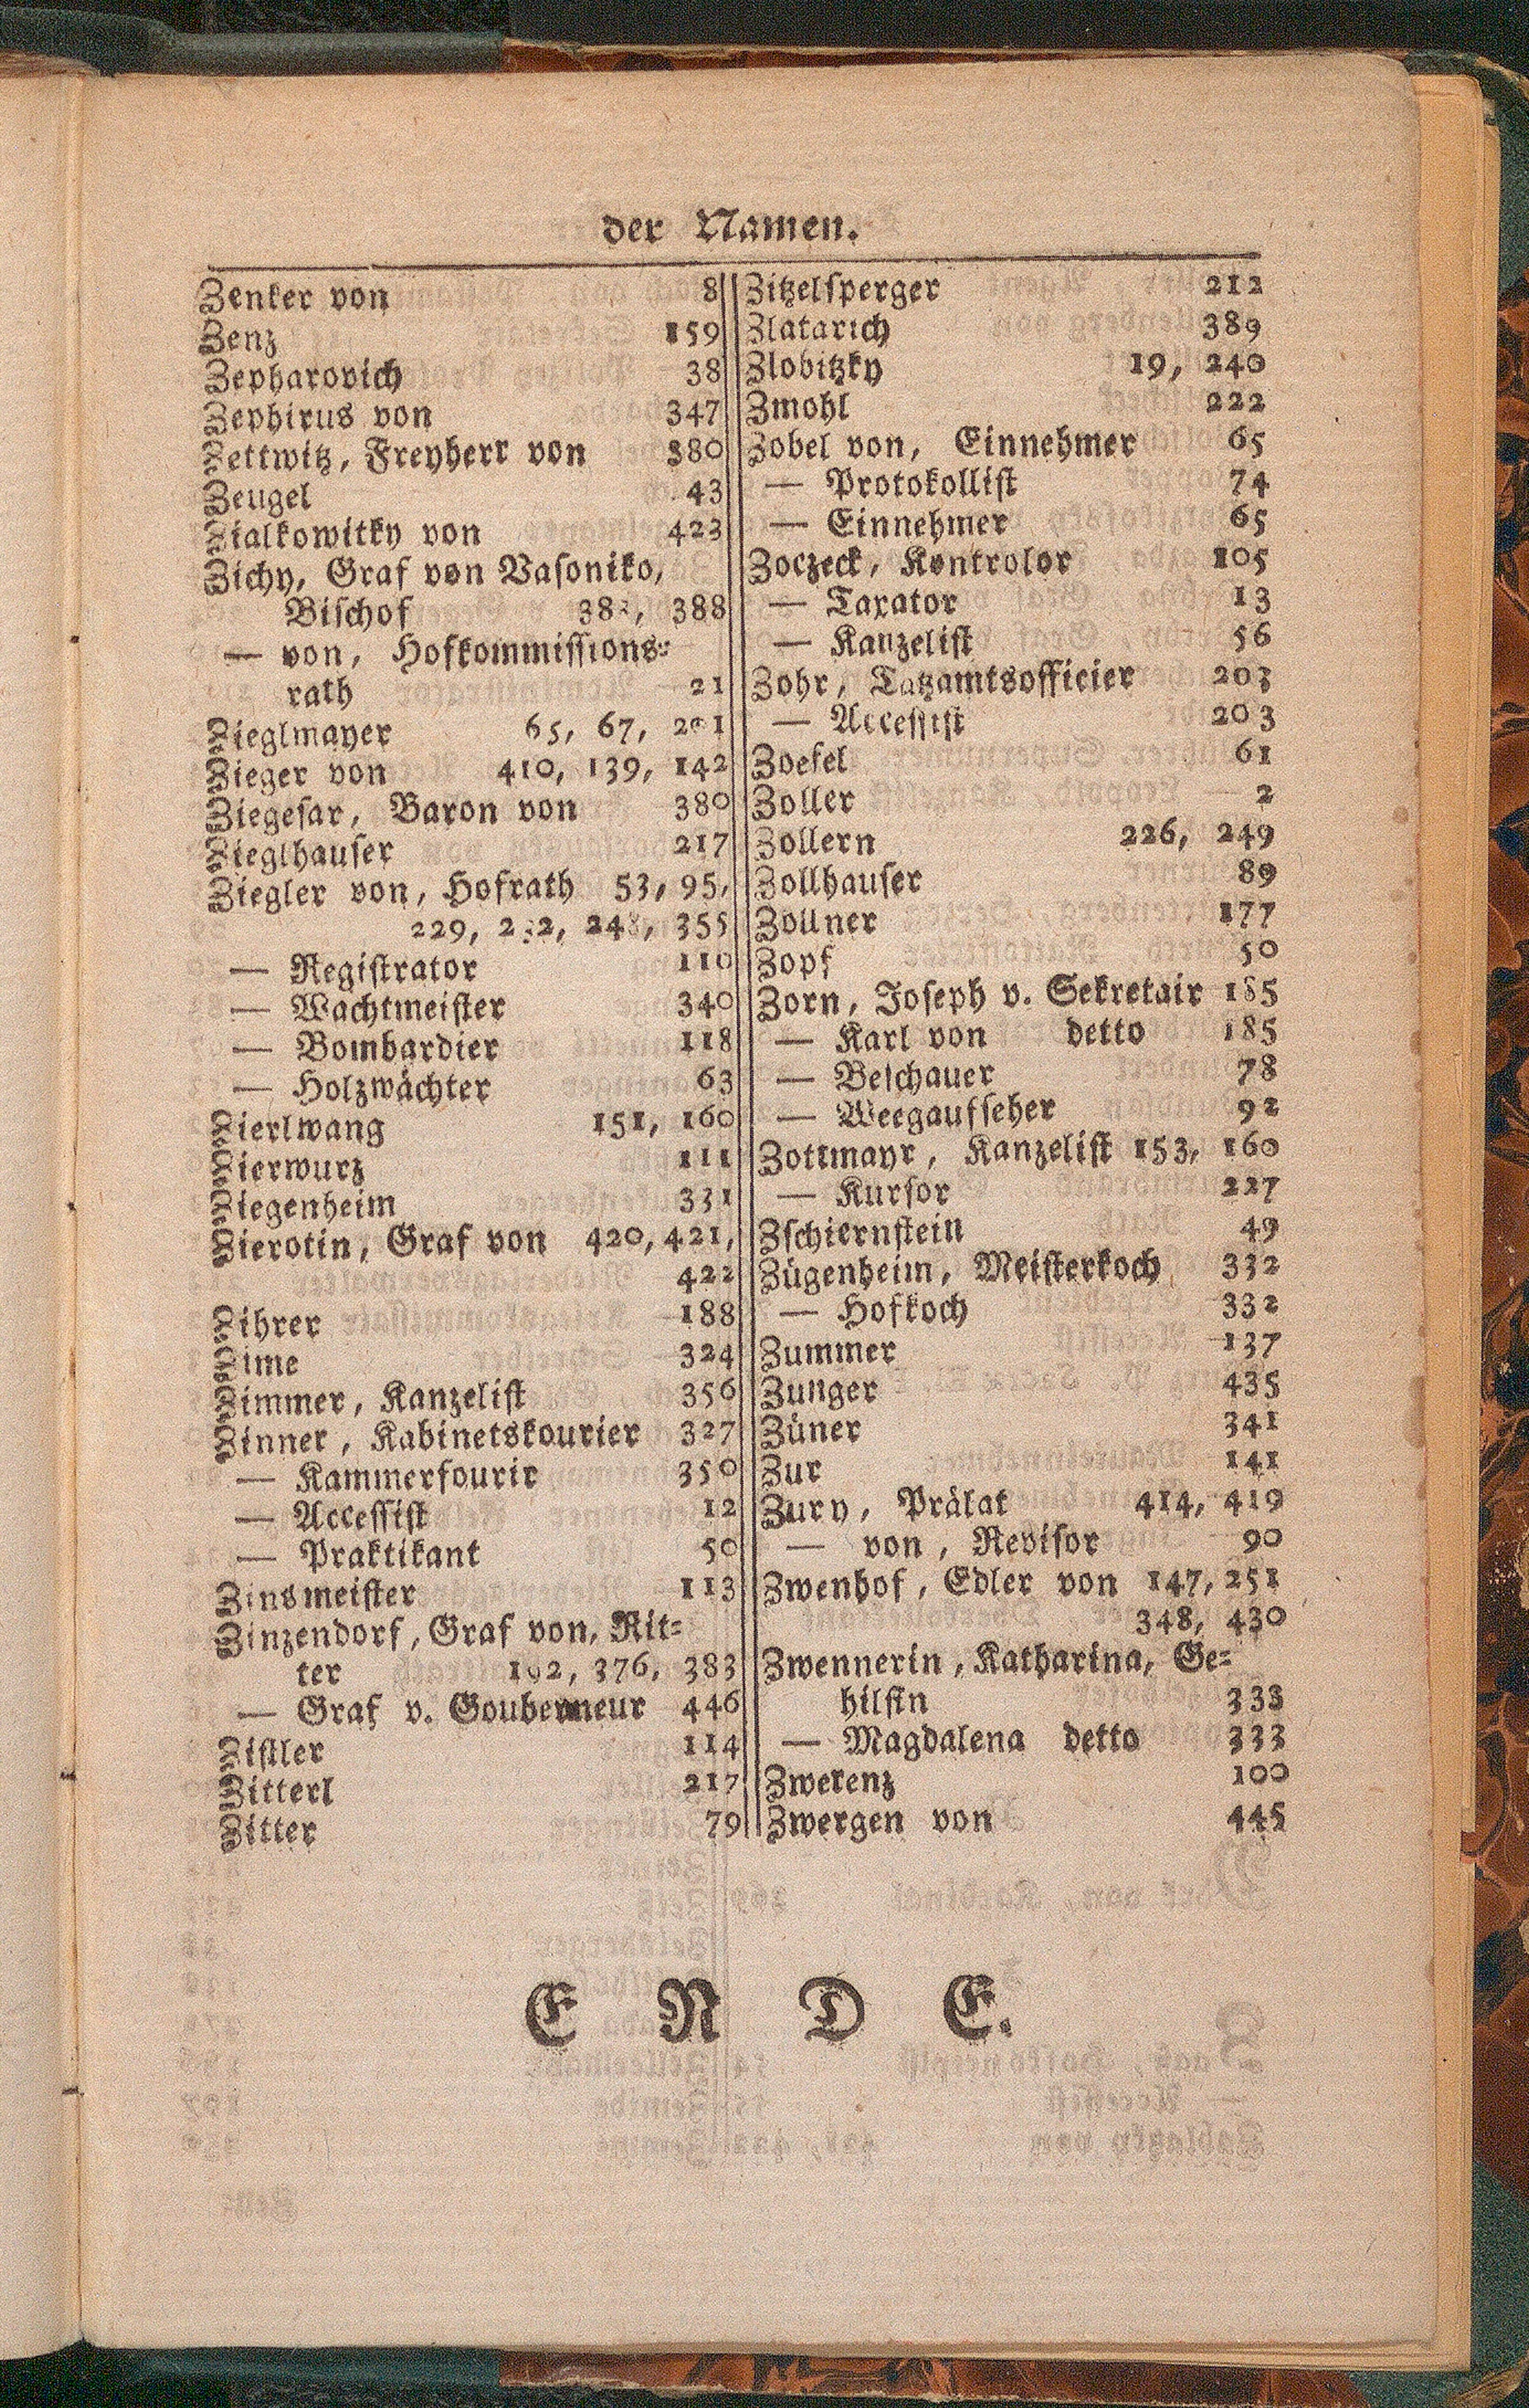 der Namen.
Zenker von 8
Zenz 159
Zepharovich 38
Zephirus von 347
Zettwitz, Freyherr von 380
Zeugel 43
Zialkowitky von 423
Zichy, Graf von Vasoniko,
Bischof 388
— von, Hofkommissions-
rath 21
Zieglmayer 65, 67,
Zieger von 410, 139, 142
Ziegesar, Baron von 380
Zieglhauser 217
Ziegler von, Hofrath 53, 95,
229, 355
— Registrator 110
— Wachtmeister 340
— Bombardier 118
— Holzwächter 63
Zierlwang 151, 160
Zierwurz 111
Ziegenheim 331
Zierotin, Graf von 420, 421,
422
Zihrer 188
Zime 324
Zimmer, Kanzelist 356
Zinner, Kabinetskourier 327
— Kammerfourir 350
— Accessist 12
— Praktikant 50
Zinsmeister 113
Zinzendorf, Graf von, Rit-
ter 376, 383
— Graf v. Gouberneur 446
Zistler 114
Zitterl 217
Zitter 79
Zitzelsperger 212
Zlatarich 389
Zlobitzky 19, 240
Zmohl 222
Zobel von, Einnehmer 65
— Protokollist 74
— Einnehmer 65
Zoczeck, Kontrolor 105
— Taxator 13
— Kanzelist 56
Zohr, Tatzamtsofficier 203
— Accessist 203
Zoefel 61
Zoller 2
Zollern 226, 249
Zollhauser 89
Zollner 177
Zopf 50
Zorn, Joseph v. Sekretair 185
— Karl von detto 185
— Beschauer 78
— Weegaufseher 92
Zottmayr, Kanzelist 153, 160
— Kursor 227
Zschiernstein 49
Zügenheim, Meisterkoch 332
— Hofkoch 332
Zummer 137
Zunger 435
Züner 341
Zur 141
Zury, Prälat 414, 419
— von, Revisor 90
Zwenhof, Edler von 147, 251
348, 430
Zwennerin, Katharina, Ge-
hilfin 333
— Magdalena detto 333
Zwerenz 100
Zwergen von 445
E N D E.